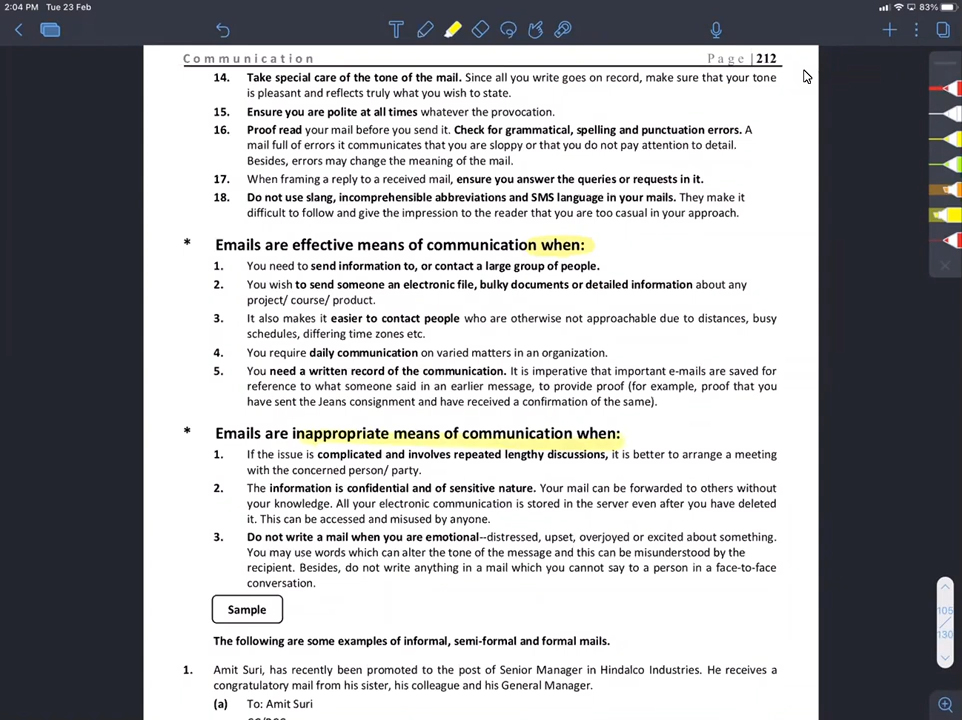 2:04 PM Tue 23 Feb
83%
Communication
Page | 212
14. Take special care of the tone of the mail. Since all you write goes on record, make sure that your tone
is pleasant and reflects truly what you wish to state.
15. Ensure you are polite at all times whatever the provocation.
16. Proof read your mail before you send it. Check for grammatical, spelling and punctuation errors. A
mail full of errors it communicates that you are sloppy or that you do not pay attention to detail.
Besides, errors may change the meaning of the mail.
17. When framing a reply to a received mail, ensure you answer the queries or requests in it.
18. Do not use slang, incomprehensible abbreviations and SMS language in your mails. They make it
difficult to follow and give the impression to the reader that you are too casual in your approach.
* Emails are effective means of communication when:
1. You need to send information to, or contact a large group of people.
2. You wish to send someone an electronic file, bulky documents or detailed information about any
project/ course/ product.
3. It also makes it easier to contact people who are otherwise not approachable due to distances, busy
schedules, differing time zones etc.
4. You require daily communication on varied matters in an organization.
5. You need a written record of the communication. It is imperative that important e-mails are saved for
reference to what someone said in an earlier message, to provide proof (for example, proof that you
have sent the Jeans consignment and have received a confirmation of the same).
* Emails are inappropriate means of communication when:
1. If the issue is complicated and involves repeated lengthy discussions, it is better to arrange a meeting
with the concerned person/ party.
2. The information is confidential and of sensitive nature. Your mail can be forwarded to others without
your knowledge. All your electronic communication is stored in the server even after you have deleted
it. This can be accessed and misused by anyone.
3. Do not write a mail when you are emotional--distressed, upset, overjoyed or excited about something.
You may use words which can alter the tone of the message and this can be misunderstood by the
recipient. Besides, do not write anything in a mail which you cannot say to a person in a face-to-face
conversation.
Sample
The following are some examples of informal, semi-formal and formal mails.
1. Amit Suri, has recently been promoted to the post of Senior Manager in Hindalco Industries. He receives a
congratulatory mail from his sister, his colleague and his General Manager.
(a) To: Amit Suri
105
130